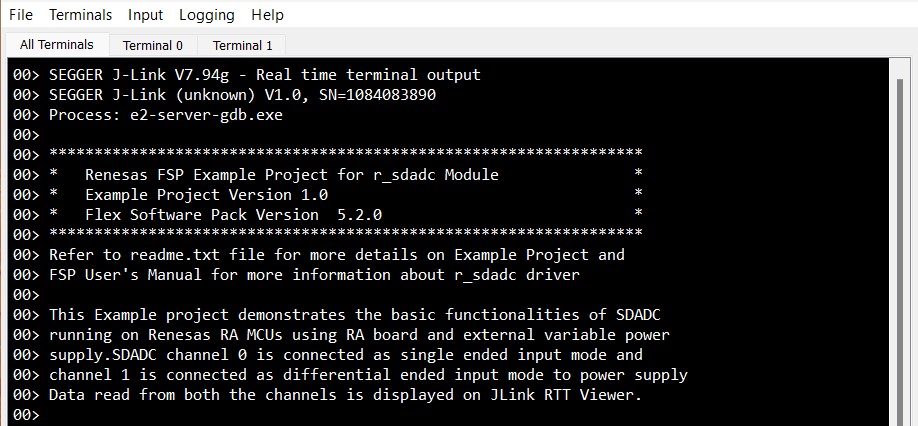 File Terminals Input Logging Help
All Terminals Terminal 0 Terminal 1
00> SEGGER J-Link V7.94g - Real time terminal output
00> SEGGER J-Link (unknown) V1.0, SN=1084083890
00> Process: e2-server-gdb.exe
00>
00> ******************************************************************
00> *   Renesas FSP Example Project for r_sdadc Module               *
00> *   Example Project Version 1.0                                  *
00> *   Flex Software Pack Version  5.2.0                            *
00> ******************************************************************
00> Refer to readme.txt file for more details on Example Project and
00> FSP User's Manual for more information about r_sdadc driver
00>
00> This Example project demonstrates the basic functionalities of SDADC
00> running on Renesas RA MCUs using RA board and external variable power
00> supply.SDADC channel 0 is connected as single ended input mode and
00> channel 1 is connected as differential ended input mode to power supply
00> Data read from both the channels is displayed on JLink RTT Viewer.
00>